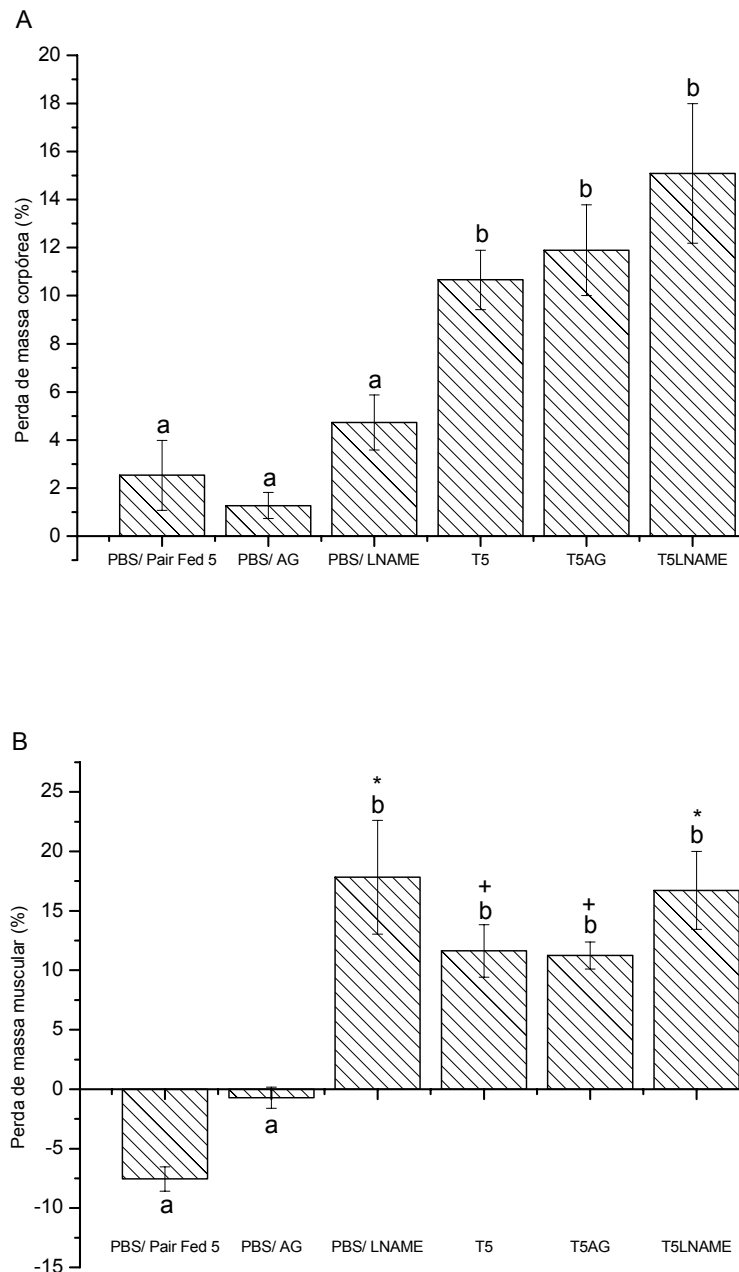 A
20
18
16
14
12
10
8
6
4
2
0
Perda de massa corpórea (%)
a
a
a
b
b
b
PBS/ Pair Fed 5 PBS/ AG PBS/ LNAME T5 T5AG T5LNAME
B
25
20
15
10
5
0
-5
-10
-15
Perda de massa muscular (%)
a
a
*
b
+
b
+
b
*
b
PBS/ Pair Fed 5 PBS/ AG PBS/ LNAME T5 T5AG T5LNAME